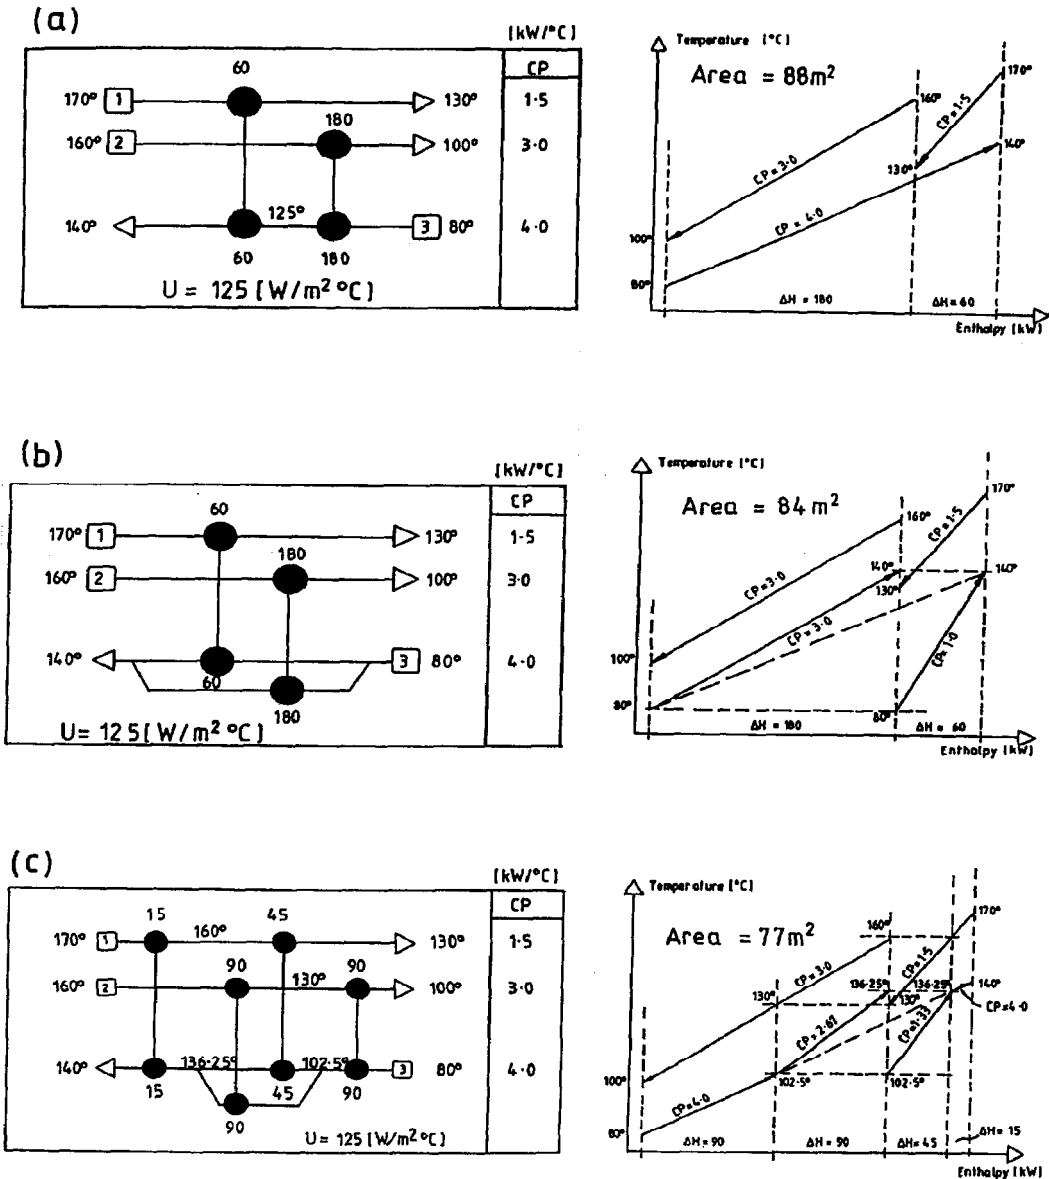 (a)
[kW/°C]
CP
60
170° 1 130° 1·5
180
160° 2 100° 3·0
140° 125° 3 80° 4·0
60 180
U = 125 [W/m² °C]
Temperature [°C]
Area = 88m²
170°
160°
CP=1·5
140°
130°
CP=3·0
CP = 4·0
100°
80°
ΔH = 180 ΔH = 60
Enthalpy [kW]
(b)
[kW/°C]
CP
60
170° 1 130° 1·5
180
160° 2 100° 3·0
140° 3 80° 4·0
60
180
U = 125[W/m² °C]
Temperature [°C]
Area = 84m²
170°
160°
CP=1·5
140° 140°
130°
CP=3·0
CP=3·0
CP=1·0
100°
80° 80°
ΔH = 180 ΔH = 60
Enthalpy [kW]
(c)
[kW/°C]
CP
15 45
170° 1 160° 130° 1·5
90 90
160° 2 130° 100° 3·0
140° 136·25° 102·5° 3 80° 4·0
15 45 90
90
U = 125 [W/m² °C]
Temperature [°C]
Area = 77m²
170°
160°
CP=3·0
CP=1·5
136·25° 136·25° 140°
130° 130°
CP=4·0
CP=2·67
CP=1·33
102·5° 102·5°
100°
CP=4·0
80°
ΔH = 90 ΔH = 90 ΔH = 45 ΔH = 15
Enthalpy [kW]